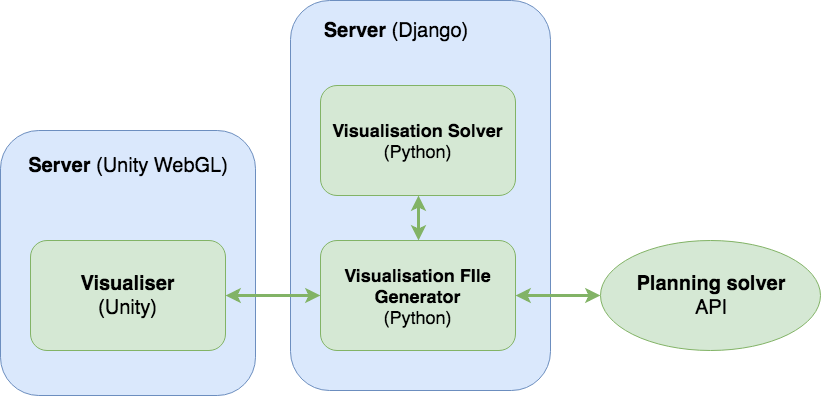 Server (Django)
Visualisation Solver
(Python)
Server (Unity WebGL)
Visualiser
(Unity)
Visualisation FIle
Generator
(Python)
Planning solver
API